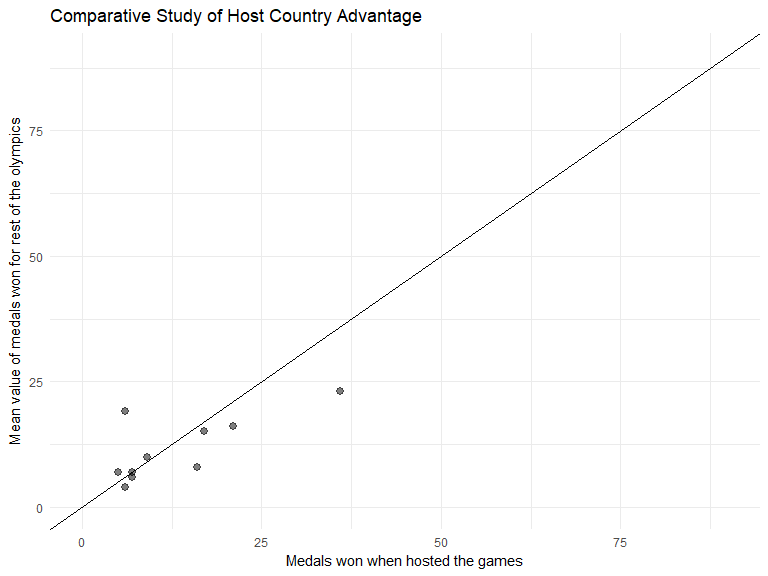 Comparative Study of Host Country Advantage
Mean value of medals won for rest of the olympics
75
50
25
0
0
25
50
75
Medals won when hosted the games